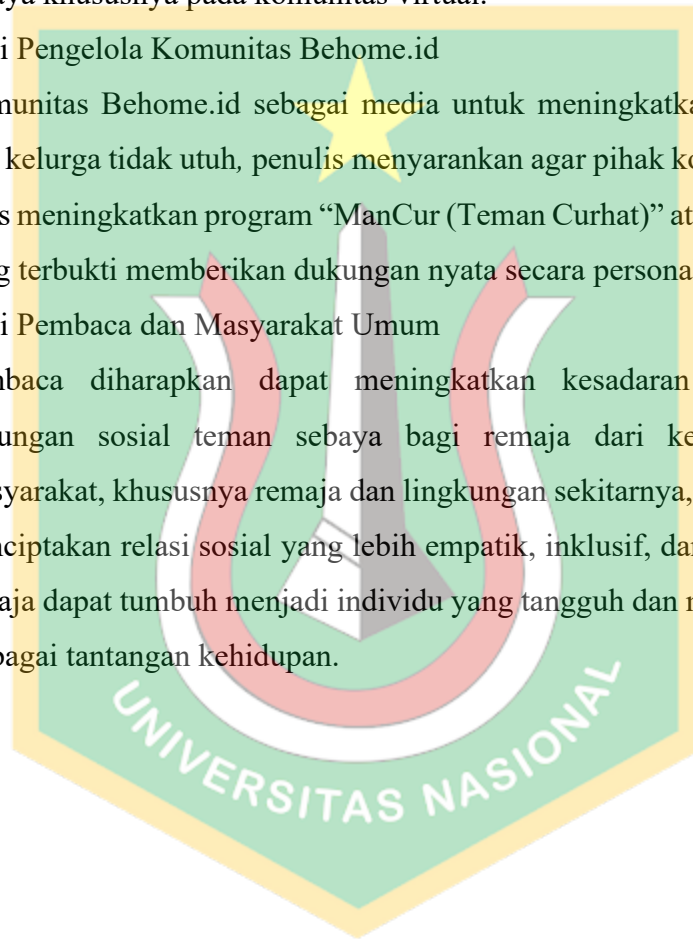 khususnya pada komunitas virtual.
i Pengelola Komunitas Behome.id
munitas Behome.id sebagai media untuk meningkatka
kelurga tidak utuh, penulis menyarankan agar pihak ko
s meningkatkan program “ManCur (Teman Curhat)” at
g terbukti memberikan dukungan nyata secara persona
i Pembaca dan Masyarakat Umum
nbaca diharapkan dapat meningkatkan kesadaran
ungan sosial teman sebaya bagi remaja dari ke
syarakat, khususnya remaja dan lingkungan sekitarnya,
nciptakan relasi sosial yang lebih empatik, inklusif, dan
aja dapat tumbuh menjadi individu yang tangguh dan m
bagai tantangan kehidupan.
UNIVERSITAS NASIONAL